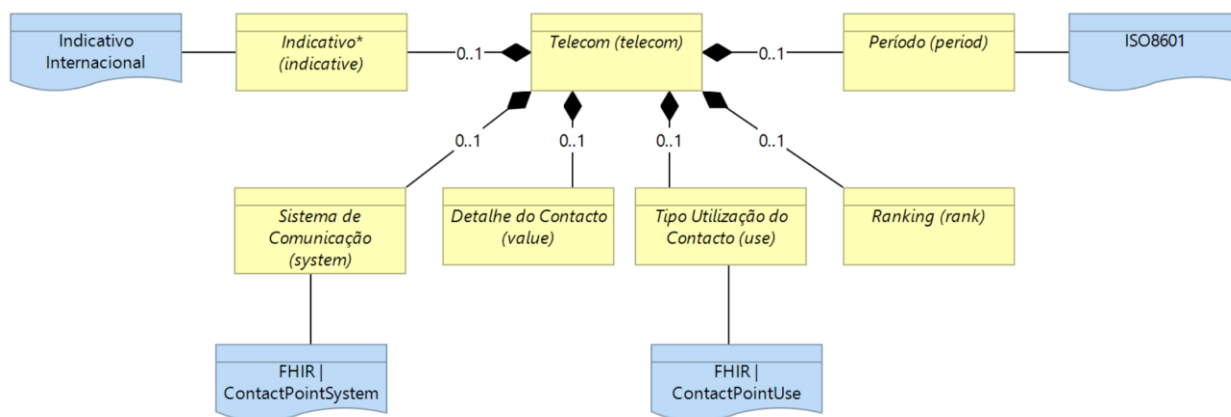 Indicativo
Internacional
Indicativo*
(indicative)
0..1
Telecom (telecom)
0..1
Período (period)
ISO8601
0..1
0..1
0..1
0..1
Sistema de
Comunicação
(system)
Detalhe do Contacto
(value)
Tipo Utilização do
Contacto (use)
Ranking (rank)
FHIR |
ContactPointSystem
FHIR |
ContactPointUse